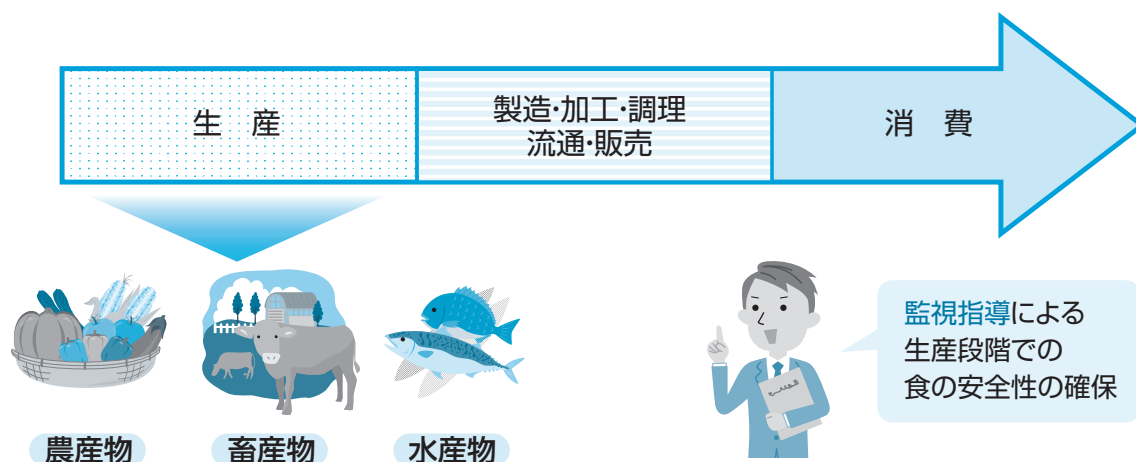 生　産
製造・加工・調理
流通・販売
消　費
農産物
畜産物
水産物
監視指導による
生産段階での
食の安全性の確保